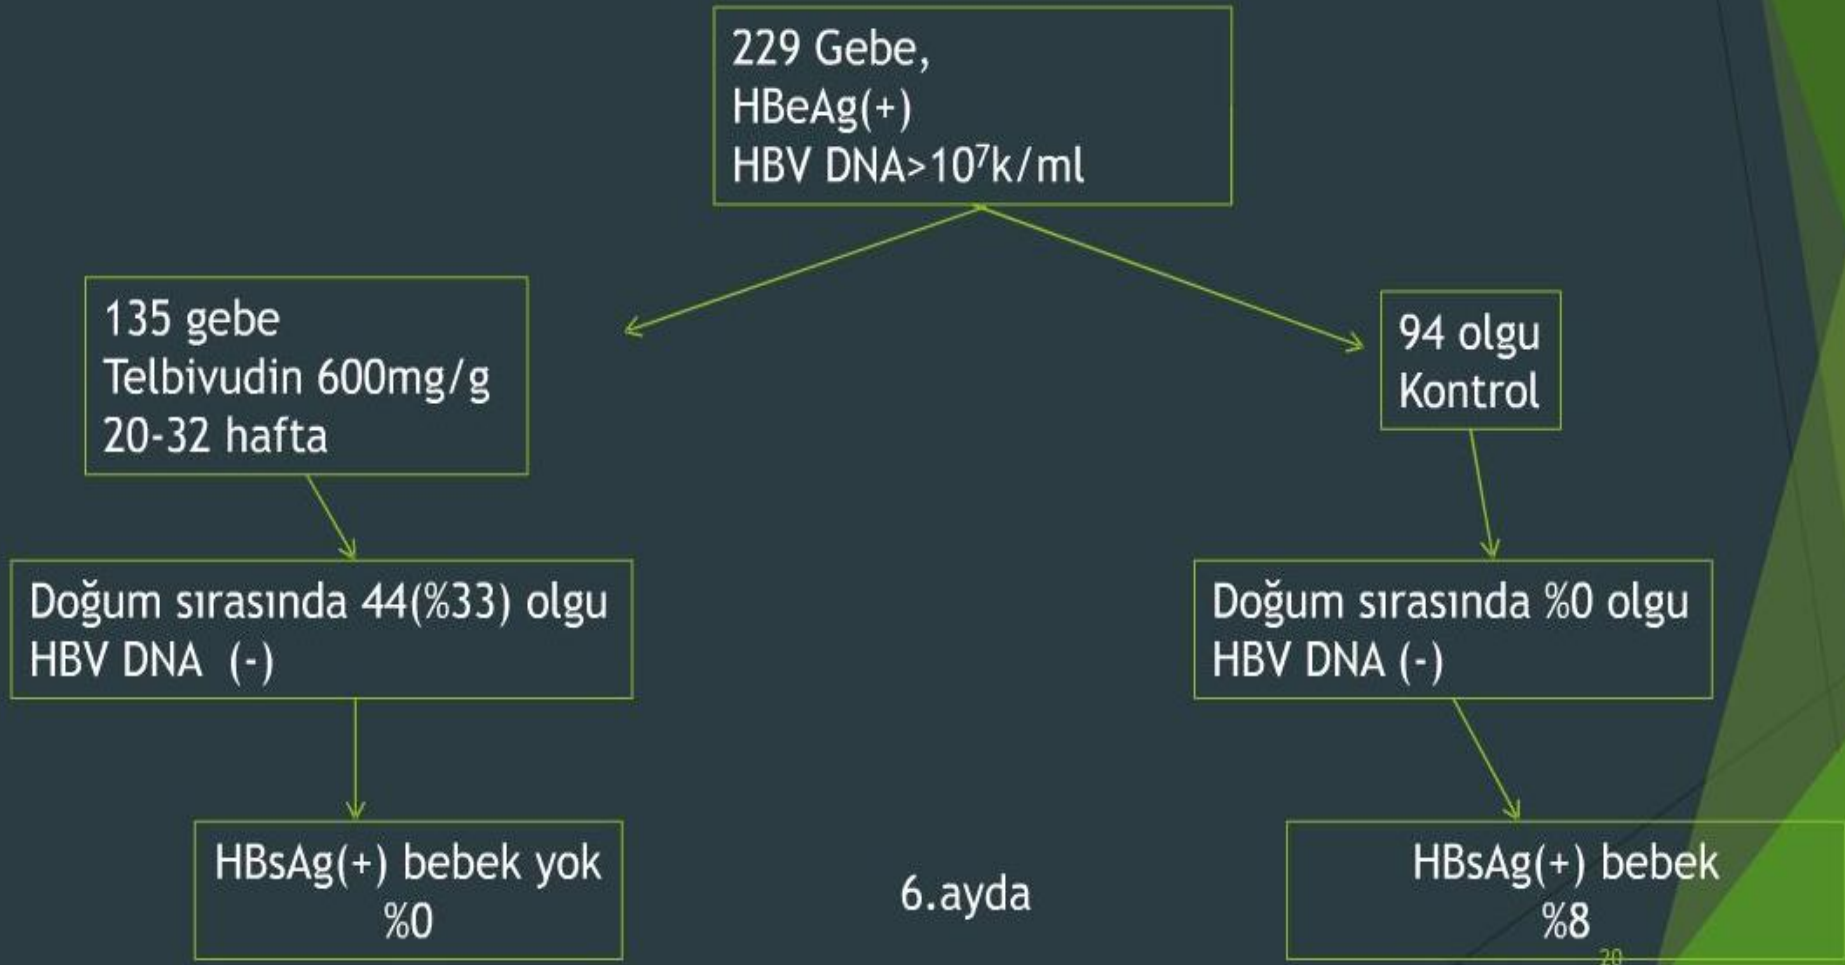 229 Gebe,
HBeAg(+)
HBV DNA>10⁷k/ml
135 gebe
Telbivudin 600mg/g
20-32 hafta
94 olgu
Kontrol
Doğum sırasında 44(%33) olgu
HBV DNA (-)
Doğum sırasında %0 olgu
HBV DNA (-)
HBsAg(+) bebek yok
%0
6.ayda
HBsAg(+) bebek
%8
20